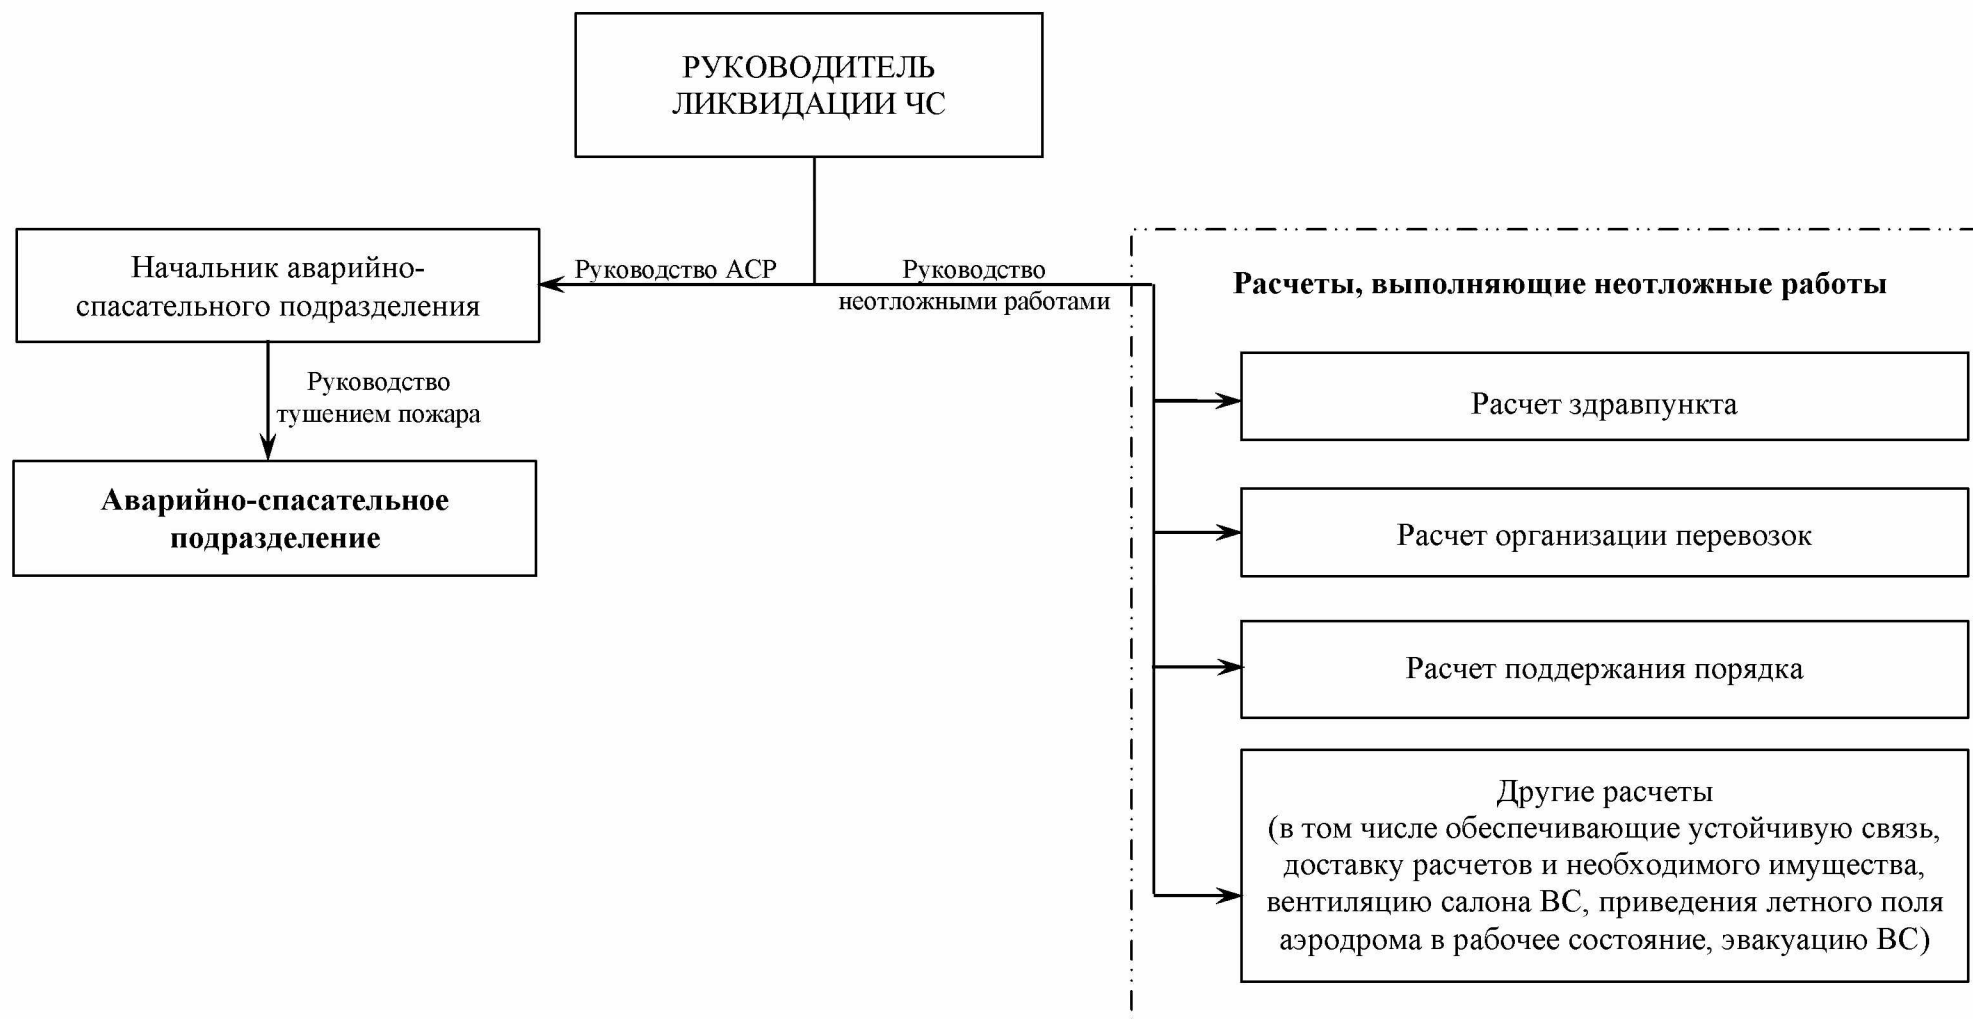 РУКОВОДИТЕЛЬ
ЛИКВИДАЦИИ ЧС
Начальник аварийно-
спасательного подразделения
Руководство АСР
Руководство
неотложными работами
Руководство
тушением пожара
Аварийно-спасательное
подразделение
Расчеты, выполняющие неотложные работы
Расчет здравпункта
Расчет организации перевозок
Расчет поддержания порядка
Другие расчеты
(в том числе обеспечивающие устойчивую связь,
доставку расчетов и необходимого имущества,
вентиляцию салона ВС, приведения летного поля
аэродрома в рабочее состояние, эвакуацию ВС)